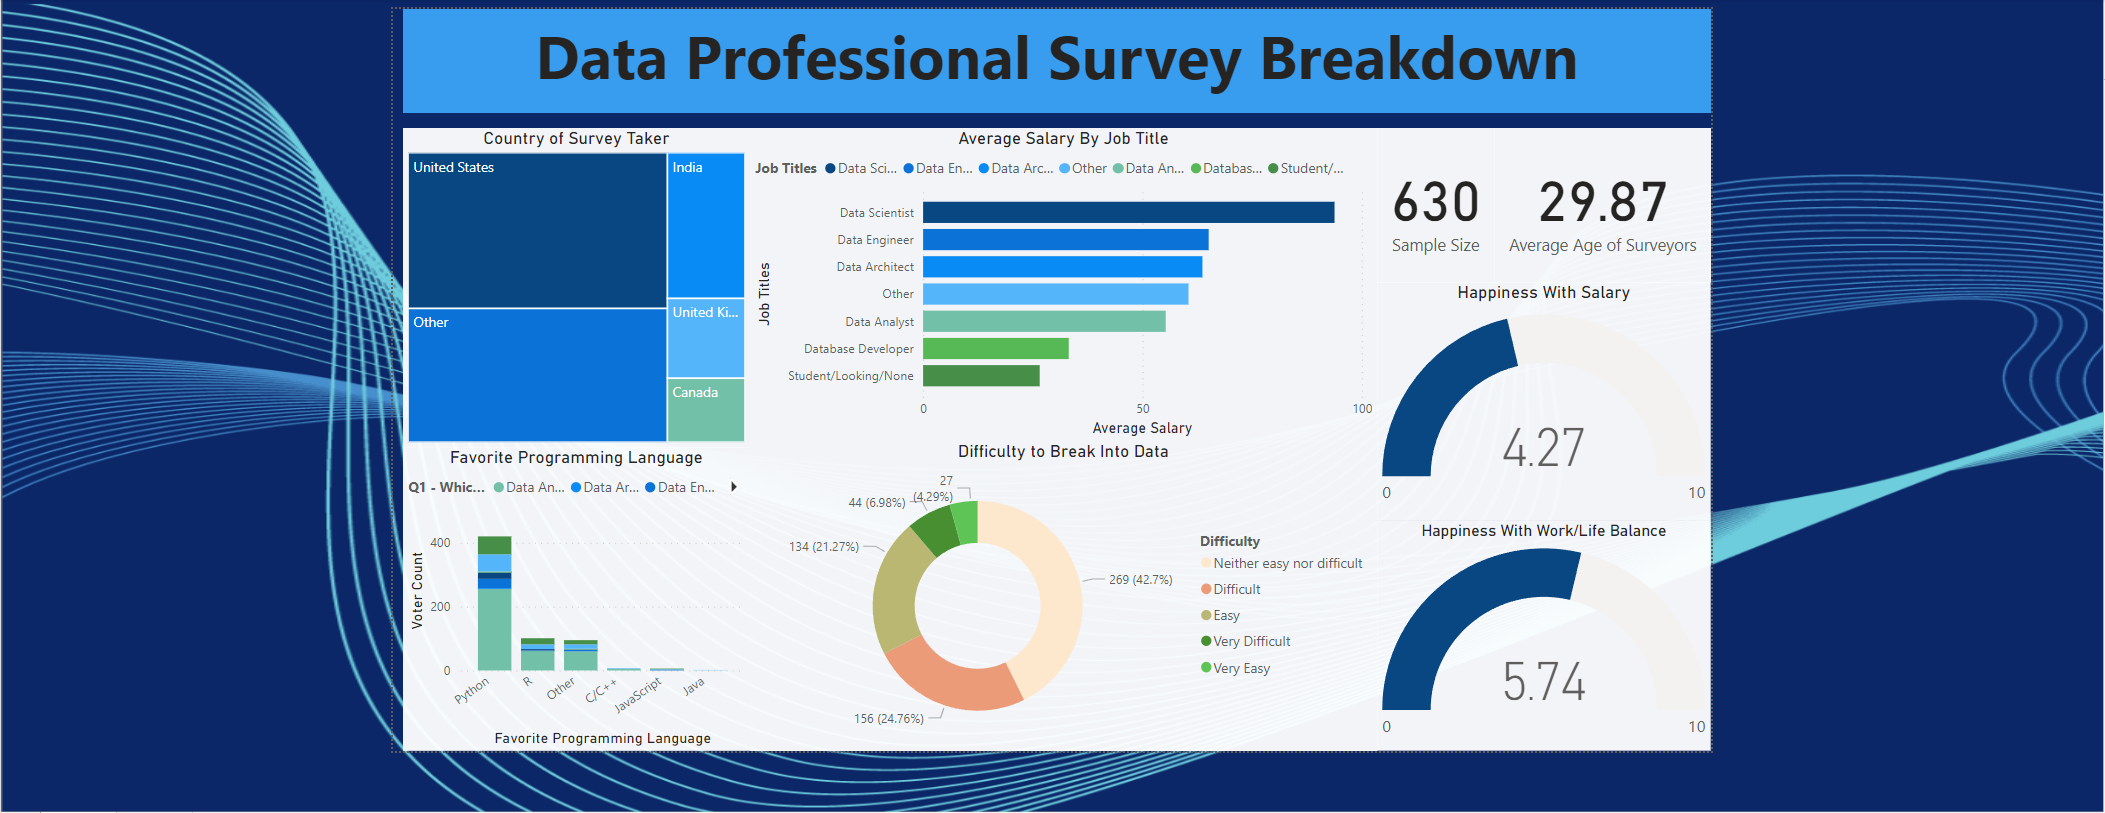 Data Professional Survey Breakdown
Country of Survey Taker
United States
India
Other
United Ki...
Canada
Average Salary By Job Title
Job Titles Data Sci... Data En... Data Arc... Other Data An... Databas... Student/...
Job Titles
Data Scientist
Data Engineer
Data Architect
Other
Data Analyst
Database Developer
Student/Looking/None
0 50 100
Average Salary
630
Sample Size
29.87
Average Age of Surveyors
Happiness With Salary
4.27
0 10
Favorite Programming Language
Q1 - Whic... Data An... Data Ar... Data En...
Voter Count
400
200
0
Python R Other C/C++ JavaScript Java
Favorite Programming Language
Difficulty to Break Into Data
27
(4.29%)
44 (6.98%)
134 (21.27%)
269 (42.7%)
156 (24.76%)
Difficulty
Neither easy nor difficult
Difficult
Easy
Very Difficult
Very Easy
Happiness With Work/Life Balance
5.74
0 10